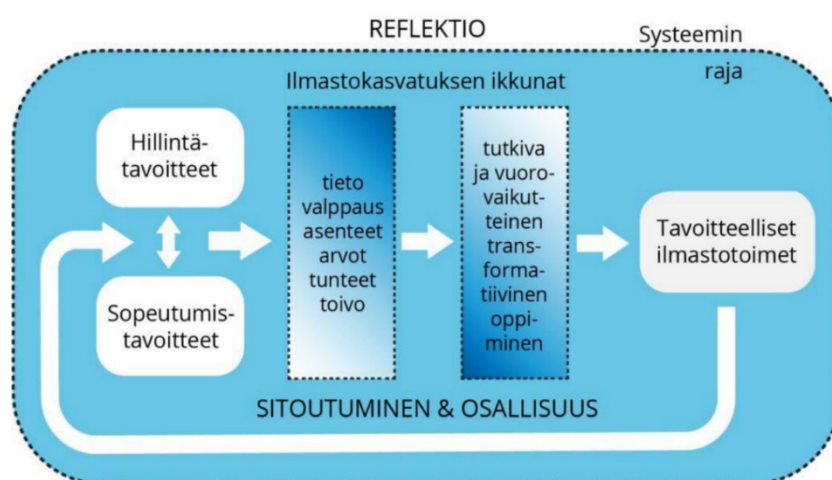 REFLEKTIO
Systeemin
raja
Ilmastokasvatuksen ikkunat
Hillintä-
tavoitteet
Sopeutumis-
tavoitteet
tieto
valppaus
asenteet
arvot
tunteet
toivo
tutkiva
ja vuoro-
vaikut-
teinen
trans-
forma-
tiivinen
oppi-
minen
Tavoitteelliset
ilmastotoimet
SITOUTUMINEN & OSALLISUUS